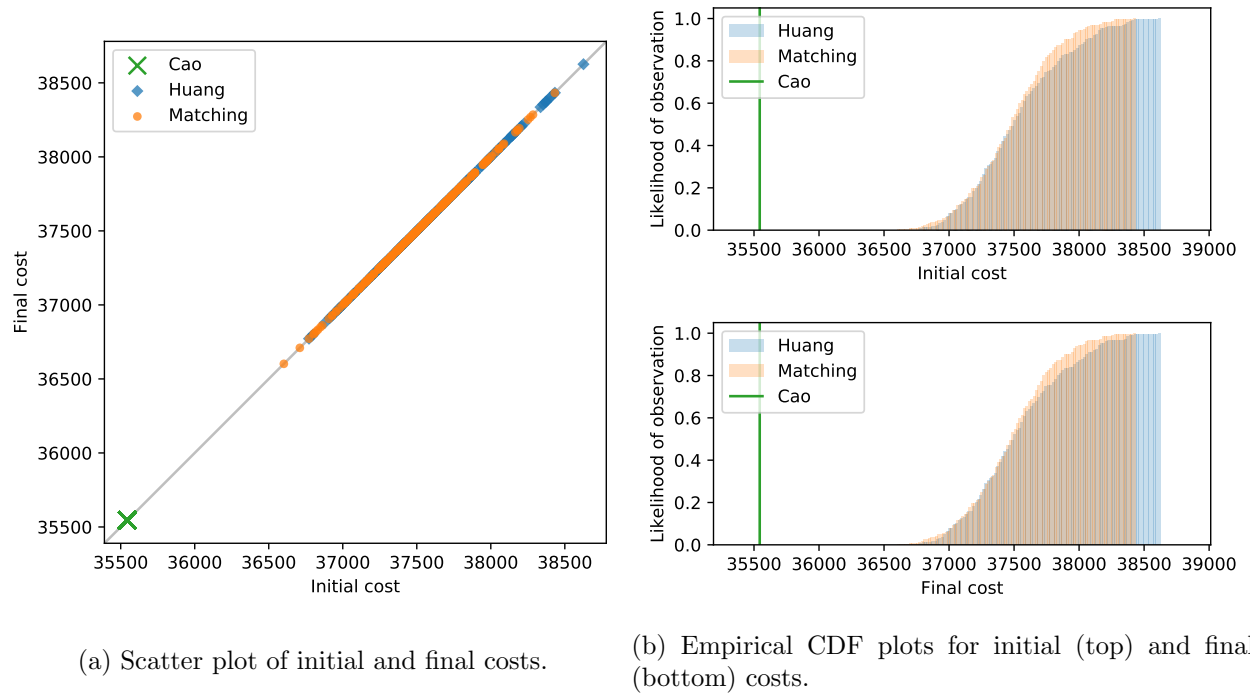 Cao
Huang
Matching
38500
38000
37500
37000
36500
36000
35500
Final cost
35500 36000 36500 37000 37500 38000 38500
Initial cost
(a) Scatter plot of initial and final costs.
1.0
0.8
0.6
0.4
0.2
0.0
Likelihood of observation
Huang
Matching
Cao
35500 36000 36500 37000 37500 38000 38500 39000
Initial cost
1.0
0.8
0.6
0.4
0.2
0.0
Likelihood of observation
Huang
Matching
Cao
35500 36000 36500 37000 37500 38000 38500 39000
Final cost
(b) Empirical CDF plots for initial (top) and final
(bottom) costs.